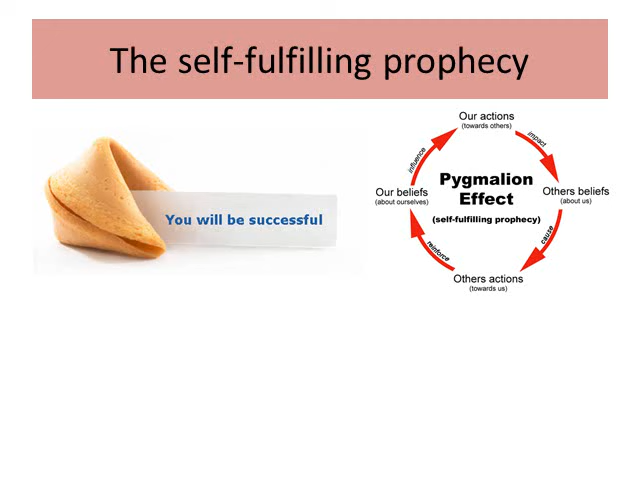 The self-fulfilling prophecy
You will be successful
Our actions
(towards others)
influence
impact
Pygmalion
Effect
(self-fulfilling prophecy)
Our beliefs
(about ourselves)
Others beliefs
(about us)
reinforce
cause
Others actions
(towards us)